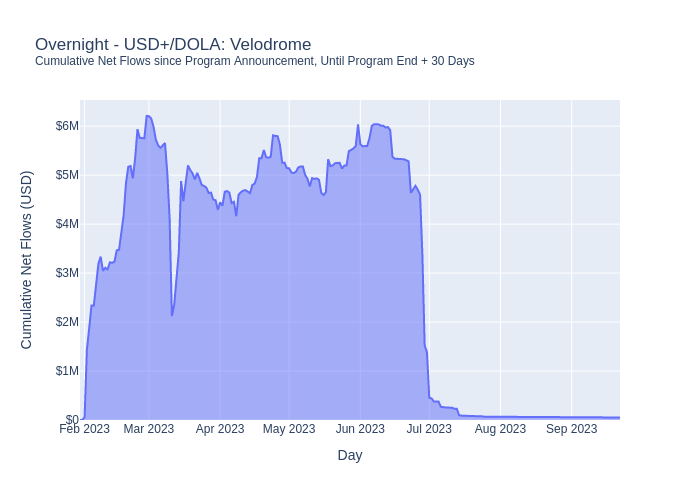 Overnight - USD+/DOLA: Velodrome
Cumulative Net Flows since Program Announcement, Until Program End + 30 Days
Cumulative Net Flows (USD)
$6M
$5M
$4M
$3M
$2M
$1M
$0
Feb 2023 Mar 2023 Apr 2023 May 2023 Jun 2023 Jul 2023 Aug 2023 Sep 2023
Day